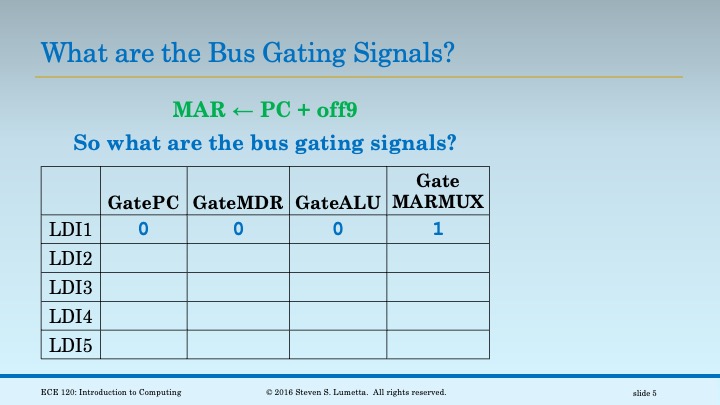 What are the Bus Gating Signals?
MAR ← PC + off9
So what are the bus gating signals?
GatePC GateMDR GateALU Gate MARMUX
LDI1 0 0 0 1
LDI2
LDI3
LDI4
LDI5
ECE 120: Introduction to Computing © 2016 Steven S. Lumetta. All rights reserved. slide 5